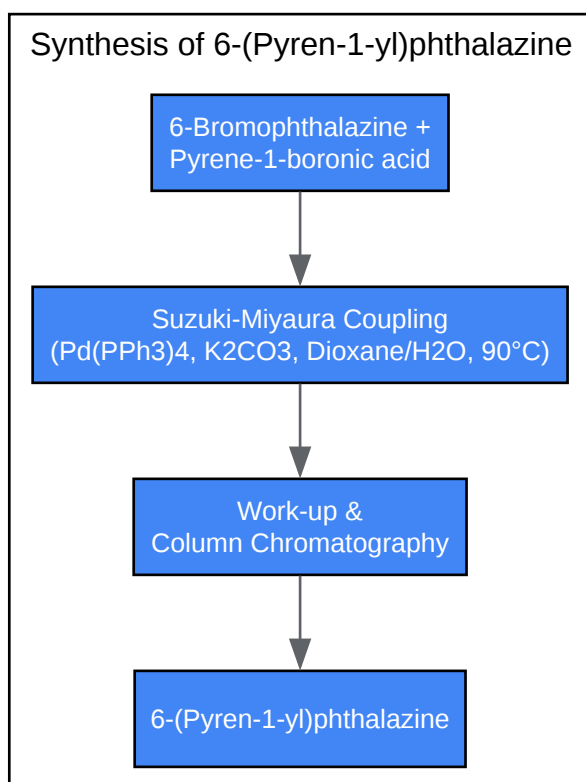 Synthesis of 6-(Pyren-1-yl)phthalazine
6-Bromophthalazine +
Pyrene-1-boronic acid
Suzuki-Miyaura Coupling
(Pd(PPh3)4, K2CO3, Dioxane/H2O, 90°C)
Work-up &
Column Chromatography
6-(Pyren-1-yl)phthalazine